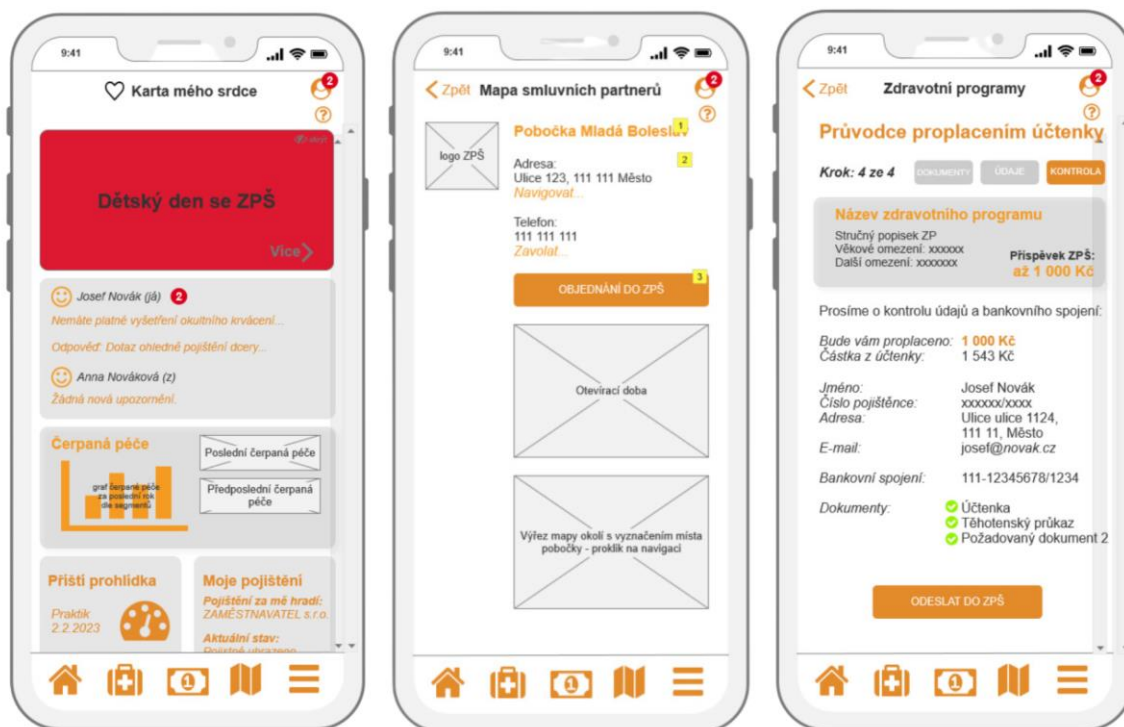 9:41
Karta mého srdce
2
?
skrýt
Dětský den se ZPŠ
Více
Josef Novák (já) 2
Nemáte platné vyšetření okultního krvácení...
Odpověď: Dotaz ohledně pojištění dcery...
Anna Nováková (z)
Žádná nová upozornění.
Čerpaná péče
graf čerpané péče
za poslední rok
dle segmentů
Poslední čerpaná péče
Předposlední čerpaná
péče
Příští prohlídka
Praktik
2.2.2023
Moje pojištění
Pojištění za mě hradí:
ZAMĚSTNAVATEL s.r.o.
Aktuální stav:
Pojistné uhrazeno
1
9:41
Zpět Mapa smluvních partnerů
2
?
logo ZPŠ
Pobočka Mladá Boleslav
1
Adresa:
2
Ulice 123, 111 111 Město
Navigovat...
Telefon:
111 111 111
Zavolat...
OBJEDNÁNÍ DO ZPŠ
3
Otevírací doba
Výřez mapy okolí s vyznačením místa
pobočky - proklik na navigaci
1
9:41
Zpět Zdravotní programy
2
?
Průvodce proplacením účtenky
Krok: 4 ze 4 DOKUMENTY ÚDAJE KONTROLA
Název zdravotního programu
Stručný popisek ZP
Věkové omezení: xxxxxx
Další omezení: xxxxxxx
Příspěvek ZPŠ:
až 1 000 Kč
Prosíme o kontrolu údajů a bankovního spojení:
Bude vám proplaceno: 1 000 Kč
Částka z účtenky: 1 543 Kč
Jméno: Josef Novák
Číslo pojištěnce: xxxxxx/xxxx
Adresa: Ulice ulice 1124,
111 11, Město
E-mail: josef@novak.cz
Bankovní spojení: 111-12345678/1234
Dokumenty: Účtenka
Těhotenský průkaz
Požadovaný dokument 2
ODESLAT DO ZPŠ
1